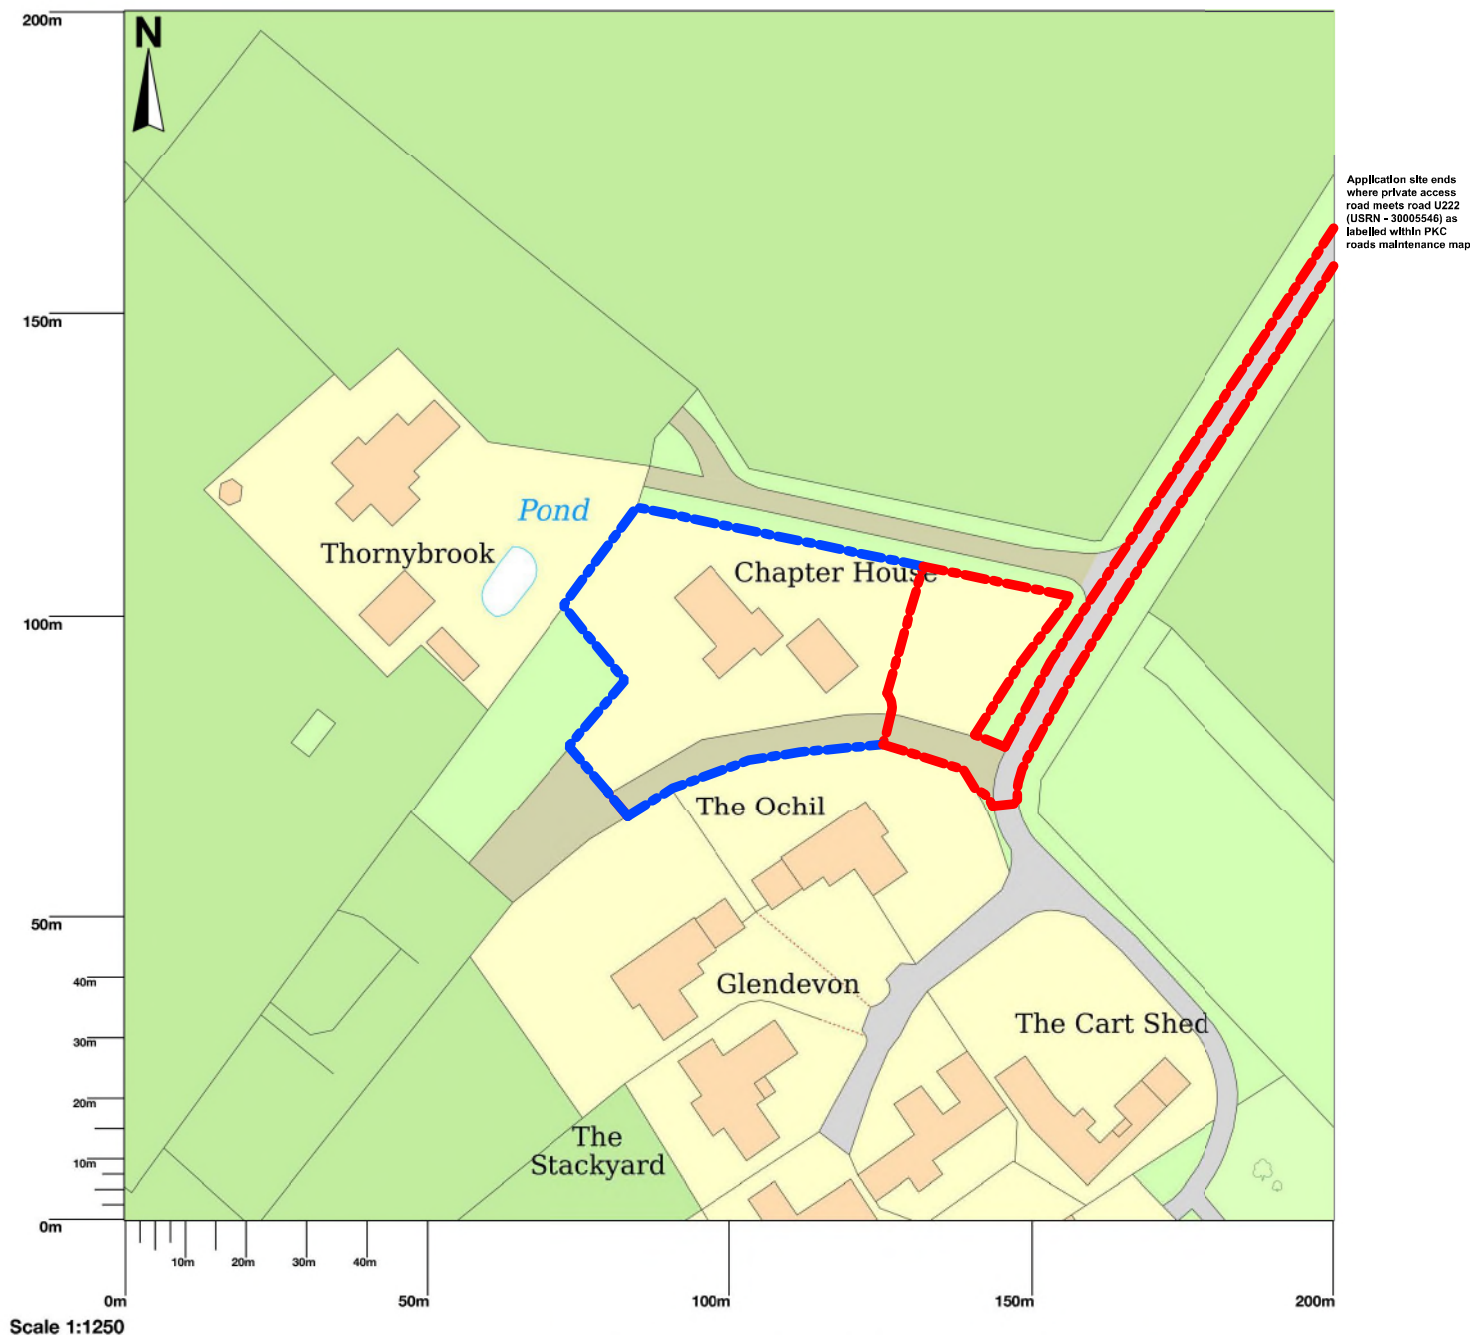 200m
N
Application site ends
where private access
road meets road U222
(USRN - 30005546) as
labelled within PKC
roads maintenance map
150m
Pond
Thornybrook
Chapter House
100m
The Ochil
50m
40m
Glendevon
The Cart Shed
30m
20m
The
Stackyard
10m
0m
10m
20m
30m
40m
0m
50m
100m
150m
200m
Scale 1:1250